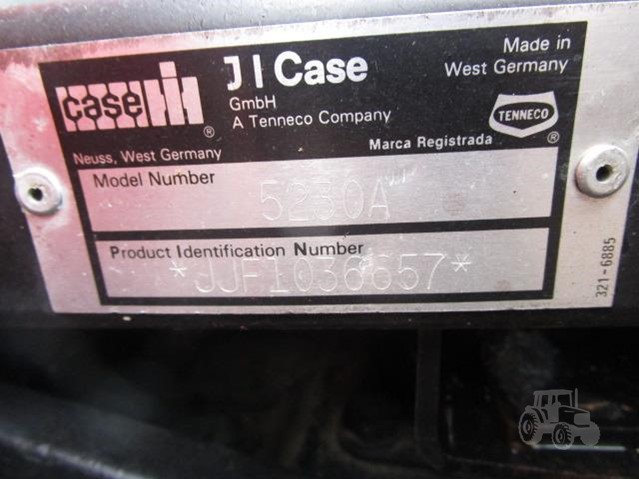 case IH
®
J I Case
GmbH
A Tenneco Company
Made in
West Germany
TENNECO
®
Neuss, West Germany
Marca Registrada
Model Number
5230A
Product Identification Number
*JJF1036657*
321-6885